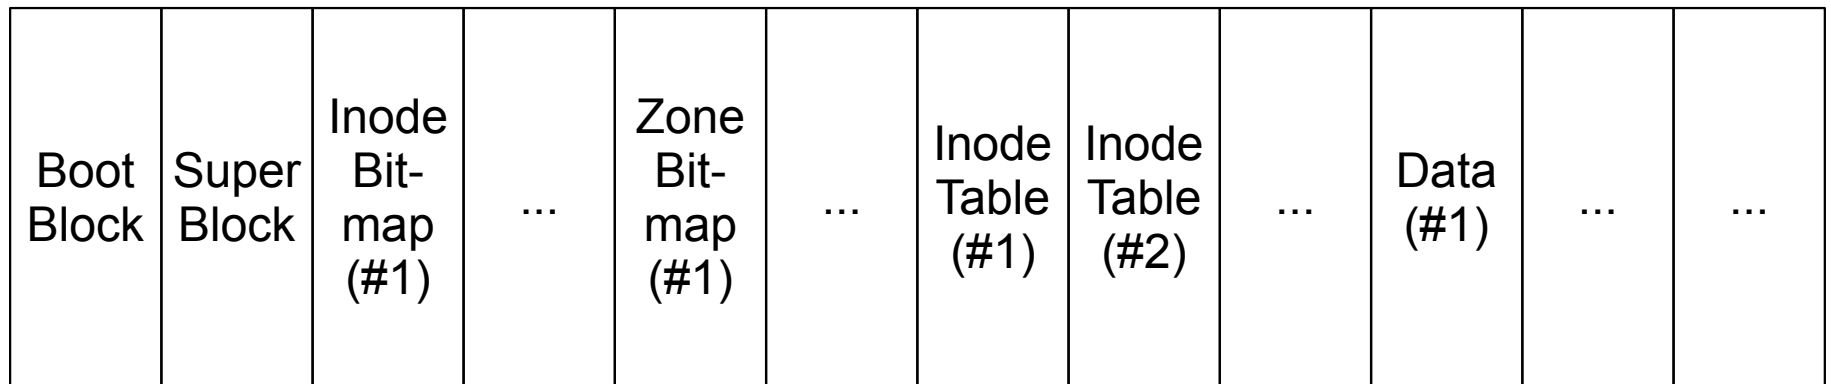 Boot
Block
Super
Block
Inode
Bit-
map
(#1)
...
Zone
Bit-
map
(#1)
...
Inode
Table
(#1)
Inode
Table
(#2)
...
Data
(#1)
...
...